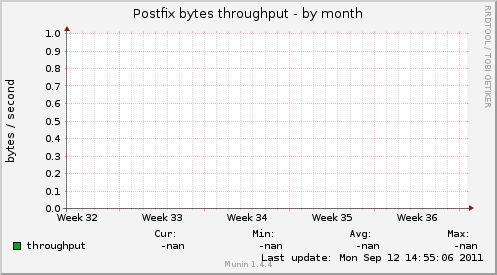 Postfix bytes throughput - by month
RRDTOOL / TOBI OETIKER
bytes / second
1.0
0.9
0.8
0.7
0.6
0.5
0.4
0.3
0.2
0.1
0.0
Week 32 Week 33 Week 34 Week 35 Week 36
Cur: Min: Avg: Max:
throughput -nan -nan -nan -nan
Last update: Mon Sep 12 14:55:06 2011
Munin 1.4.4